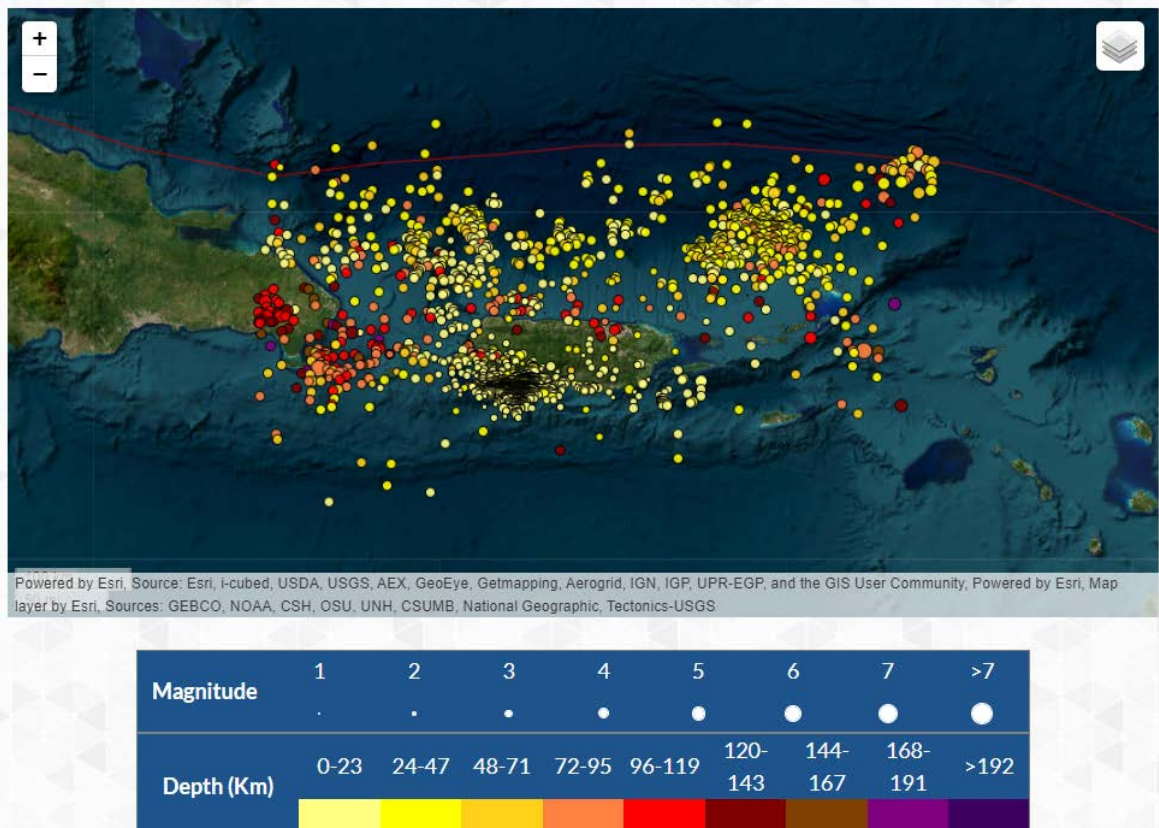 +
−
Powered by Esri, Source: Esri, i-cubed, USDA, USGS, AEX, GeoEye, Getmapping, Aerogrid, IGN, IGP, UPR-EGP, and the GIS User Community, Powered by Esri, Map
layer by Esri, Sources: GEBCO, NOAA, CSH, OSU, UNH, CSUMB, National Geographic, Tectonics-USGS
Magnitude 1 2 3 4 5 6 7 >7
Depth (Km) 0-23 24-47 48-71 72-95 96-119 120-143 144-167 168-191 >192